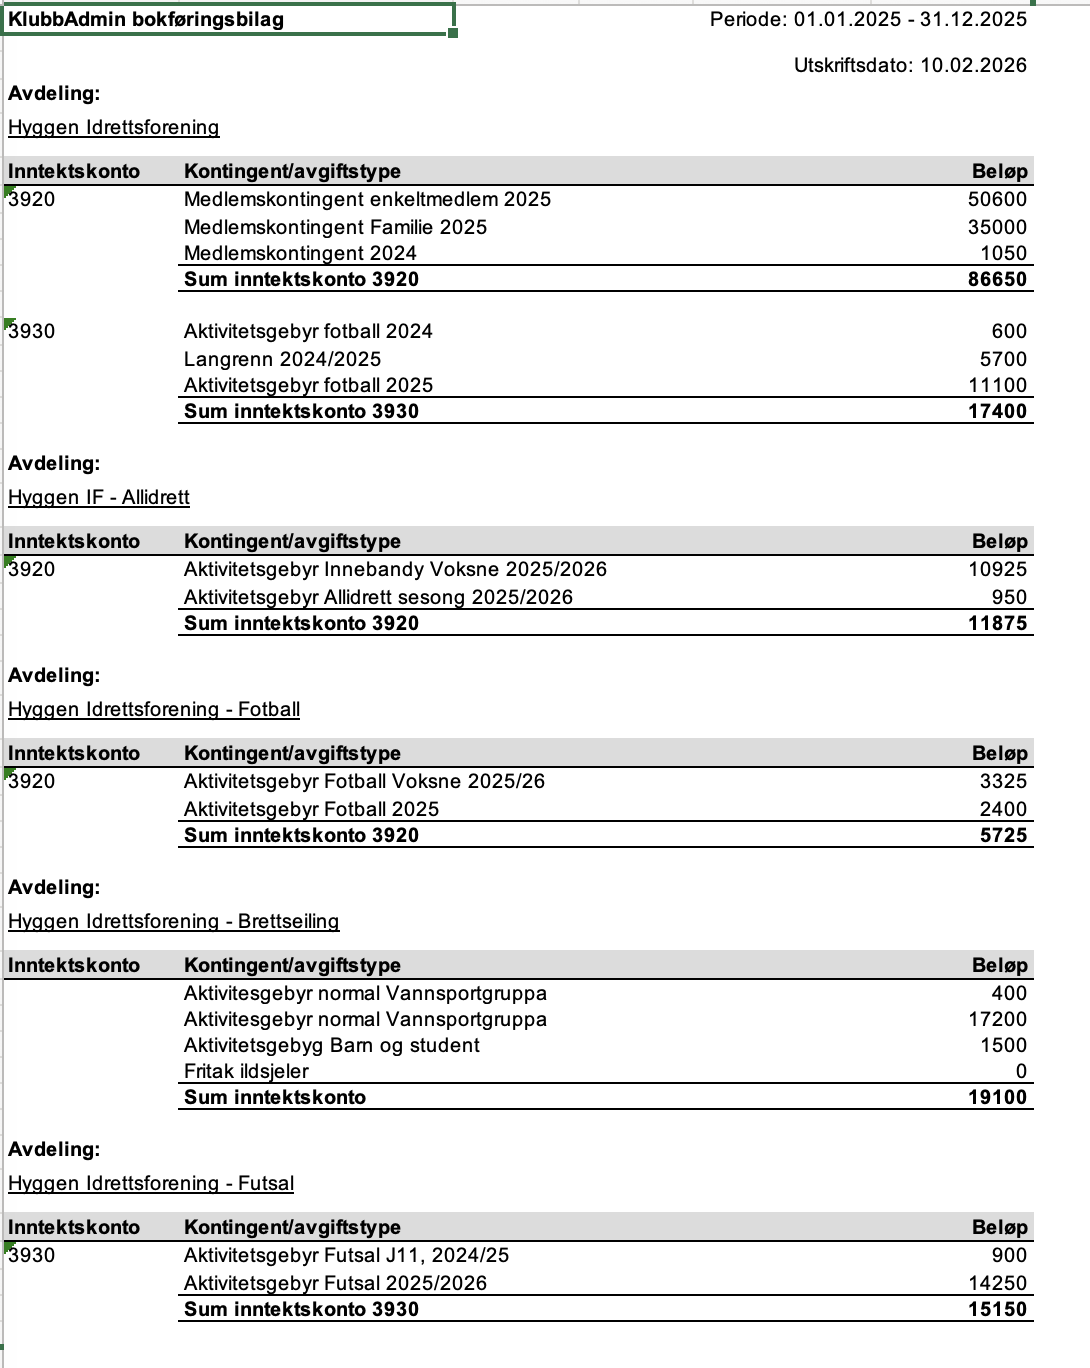 KlubbAdmin bokføringsbilag Periode: 01.01.2025 - 31.12.2025
Utskriftsdato: 10.02.2026
Avdeling:
Hyggen Idrettsforening
Inntektskonto Kontingent/avgiftstype Beløp
3920 Medlemskontingent enkeltmedlem 2025 50600
Medlemskontingent Familie 2025 35000
Medlemskontingent 2024 1050
Sum inntektskonto 3920 86650
3930 Aktivitetsgebyr fotball 2024 600
Langrenn 2024/2025 5700
Aktivitetsgebyr fotball 2025 11100
Sum inntektskonto 3930 17400
Avdeling:
Hyggen IF - Allidrett
Inntektskonto Kontingent/avgiftstype Beløp
3920 Aktivitetsgebyr Innebandy Voksne 2025/2026 10925
Aktivitetsgebyr Allidrett sesong 2025/2026 950
Sum inntektskonto 3920 11875
Avdeling:
Hyggen Idrettsforening - Fotball
Inntektskonto Kontingent/avgiftstype Beløp
3920 Aktivitetsgebyr Fotball Voksne 2025/26 3325
Aktivitetsgebyr Fotball 2025 2400
Sum inntektskonto 3920 5725
Avdeling:
Hyggen Idrettsforening - Brettseiling
Inntektskonto Kontingent/avgiftstype Beløp
Aktivitesgebyr normal Vannsportgruppa 400
Aktivitesgebyr normal Vannsportgruppa 17200
Aktivitetsgebyg Barn og student 1500
Fritak ildsjeler 0
Sum inntektskonto 19100
Avdeling:
Hyggen Idrettsforening - Futsal
Inntektskonto Kontingent/avgiftstype Beløp
3930 Aktivitetsgebyr Futsal J11, 2024/25 900
Aktivitetsgebyr Futsal 2025/2026 14250
Sum inntektskonto 3930 15150